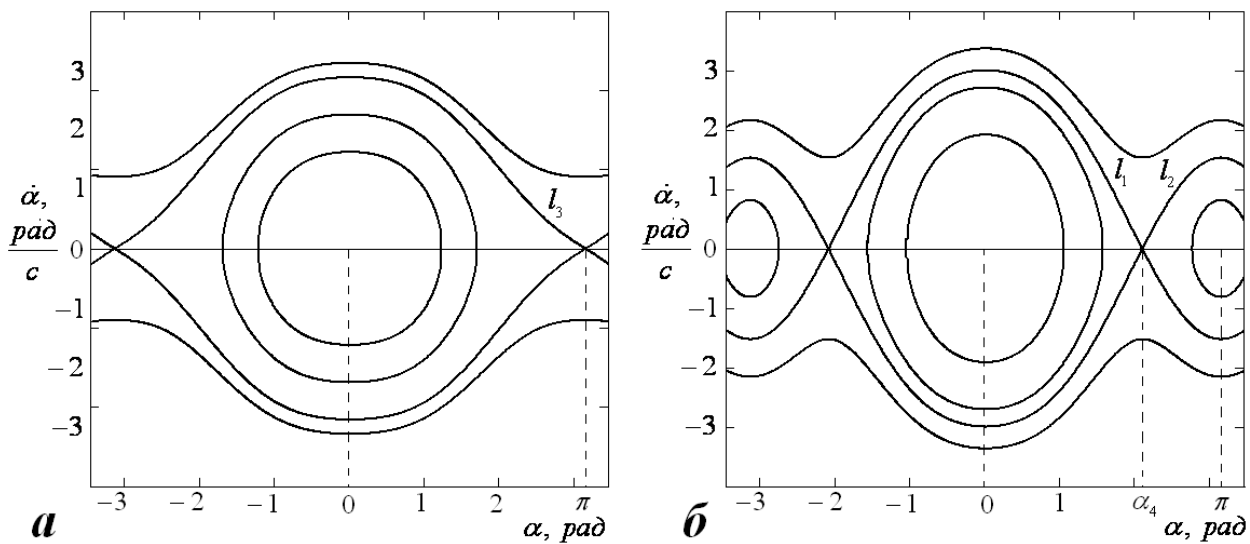 3
2
1
0
−1
−2
−3
α̇,
рад
с
−3 −2 −1 0 1 2 π
α, рад
l₃
а
3
2
1
0
−1
−2
−3
α̇,
рад
с
−3 −2 −1 0 1 α₄ π
α, рад
l₁ l₂
б